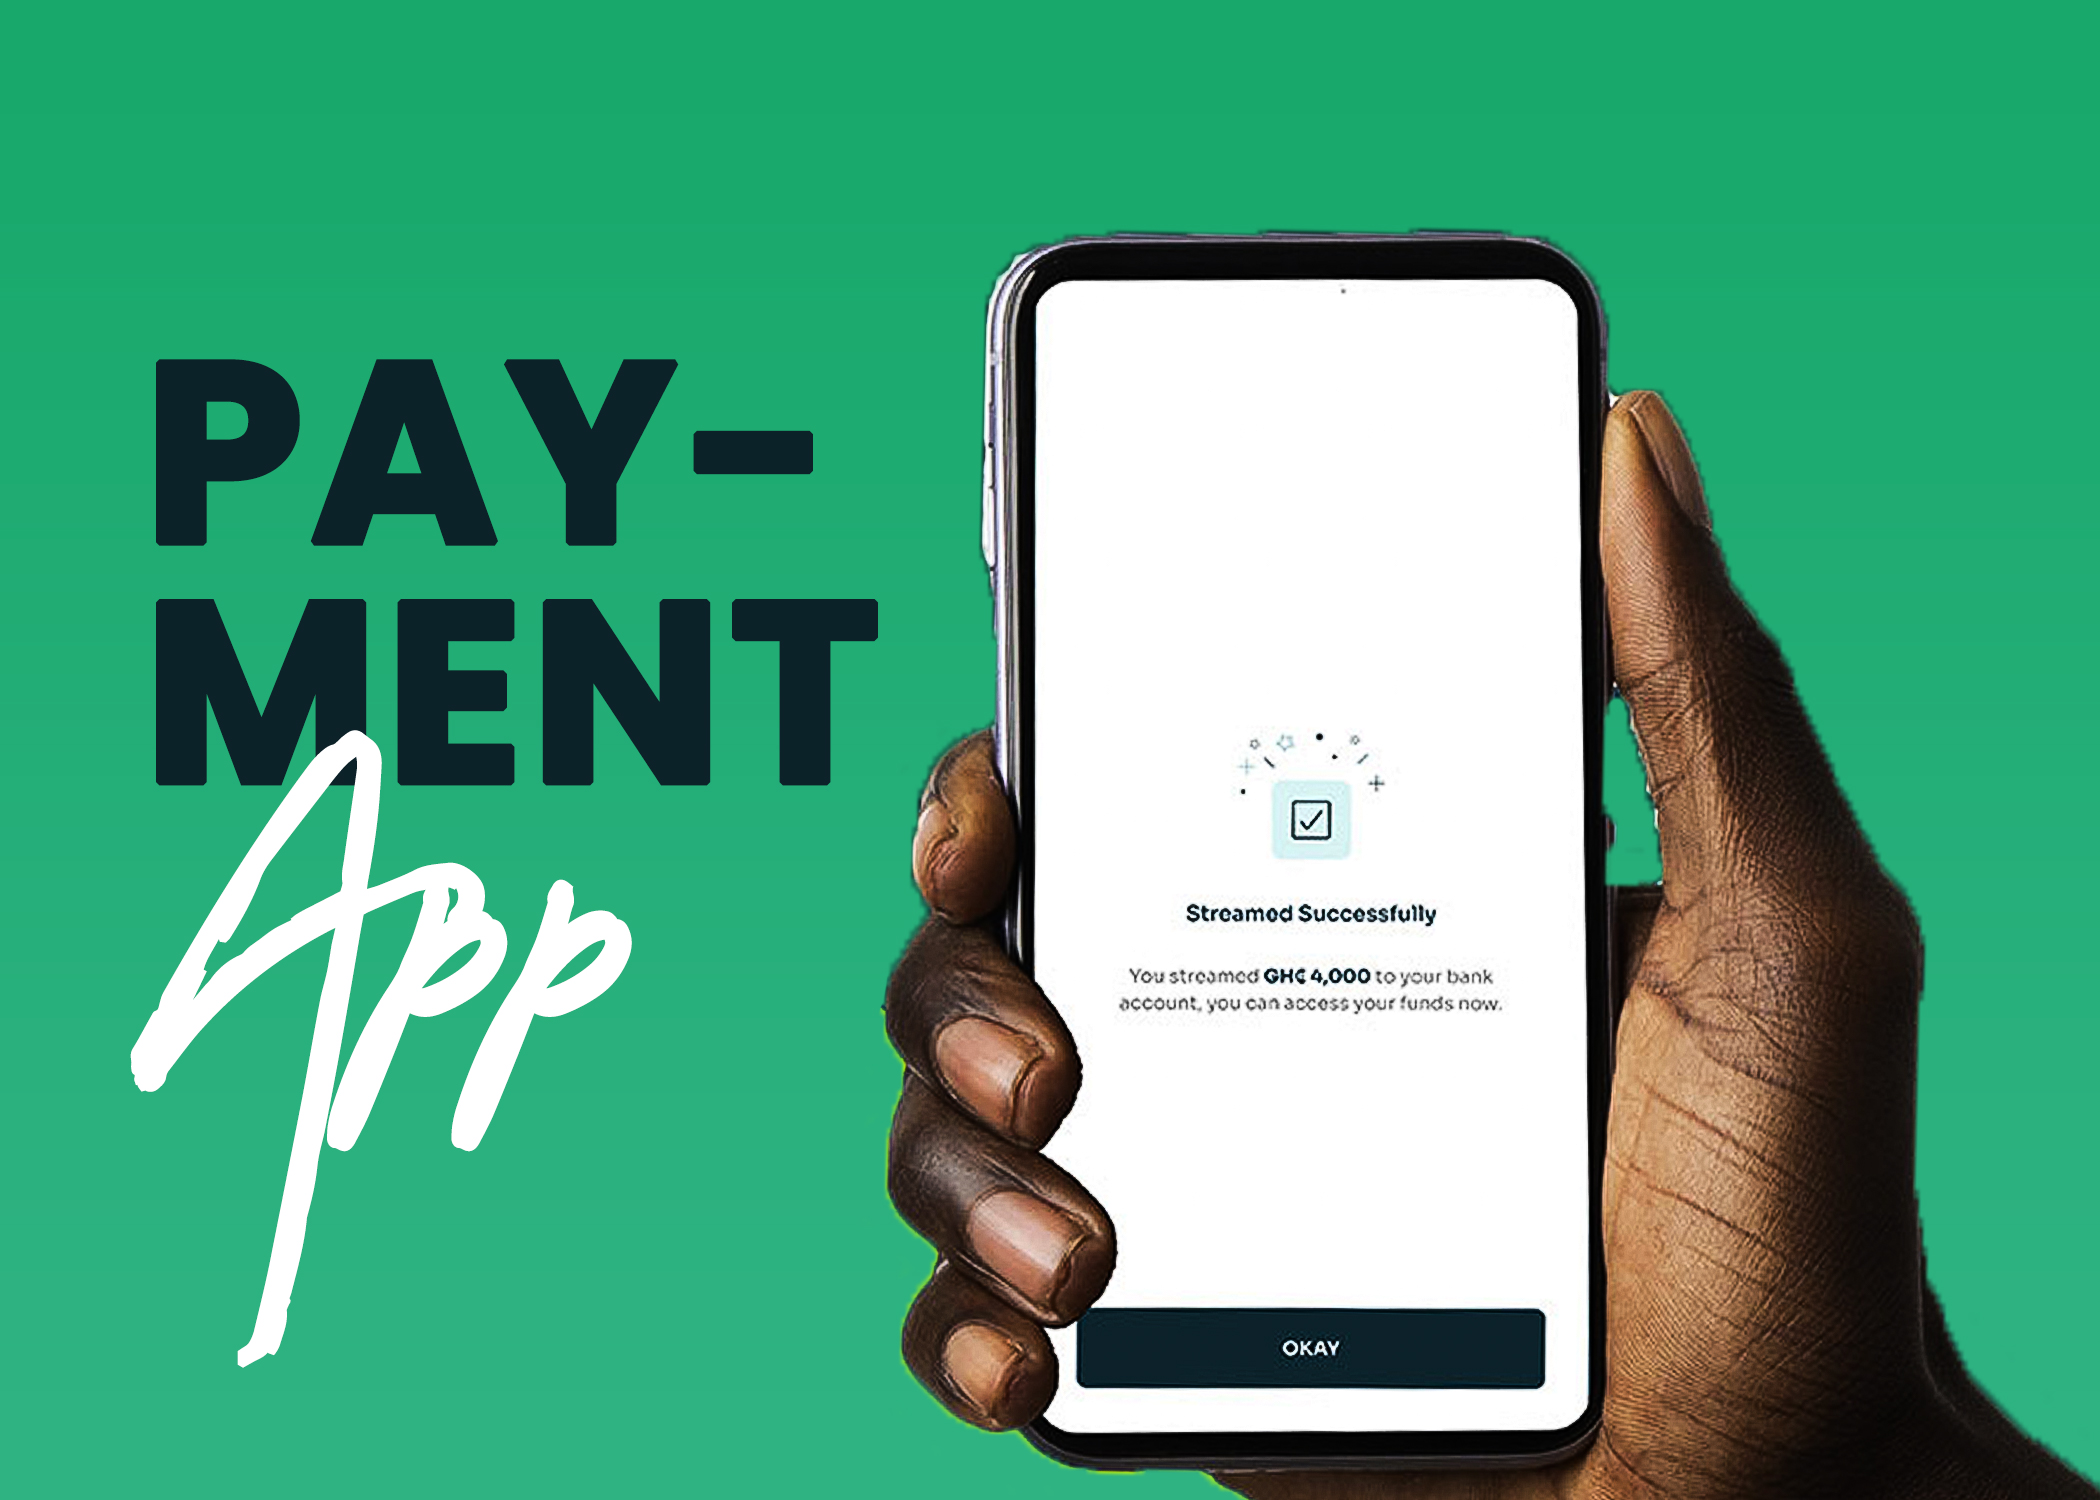 PAY-
MENT
App
Streamed Successfully
You streamed GH₵ 4,000 to your bank
account, you can access your funds now.
OKAY